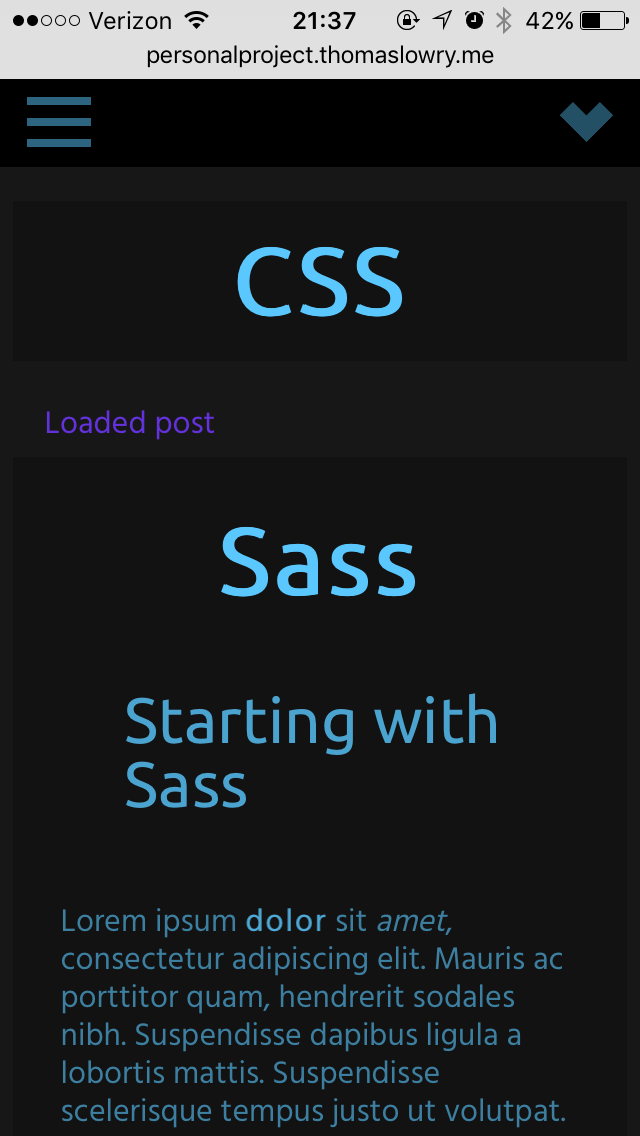 Verizon 21:37 42%
personalproject.thomaslowry.me
CSS
Loaded post
Sass
Starting with
Sass
Lorem ipsum dolor sit amet,
consectetur adipiscing elit. Mauris ac
porttitor quam, hendrerit sodales
nibh. Suspendisse dapibus ligula a
lobortis mattis. Suspendisse
scelerisque tempus justo ut volutpat.